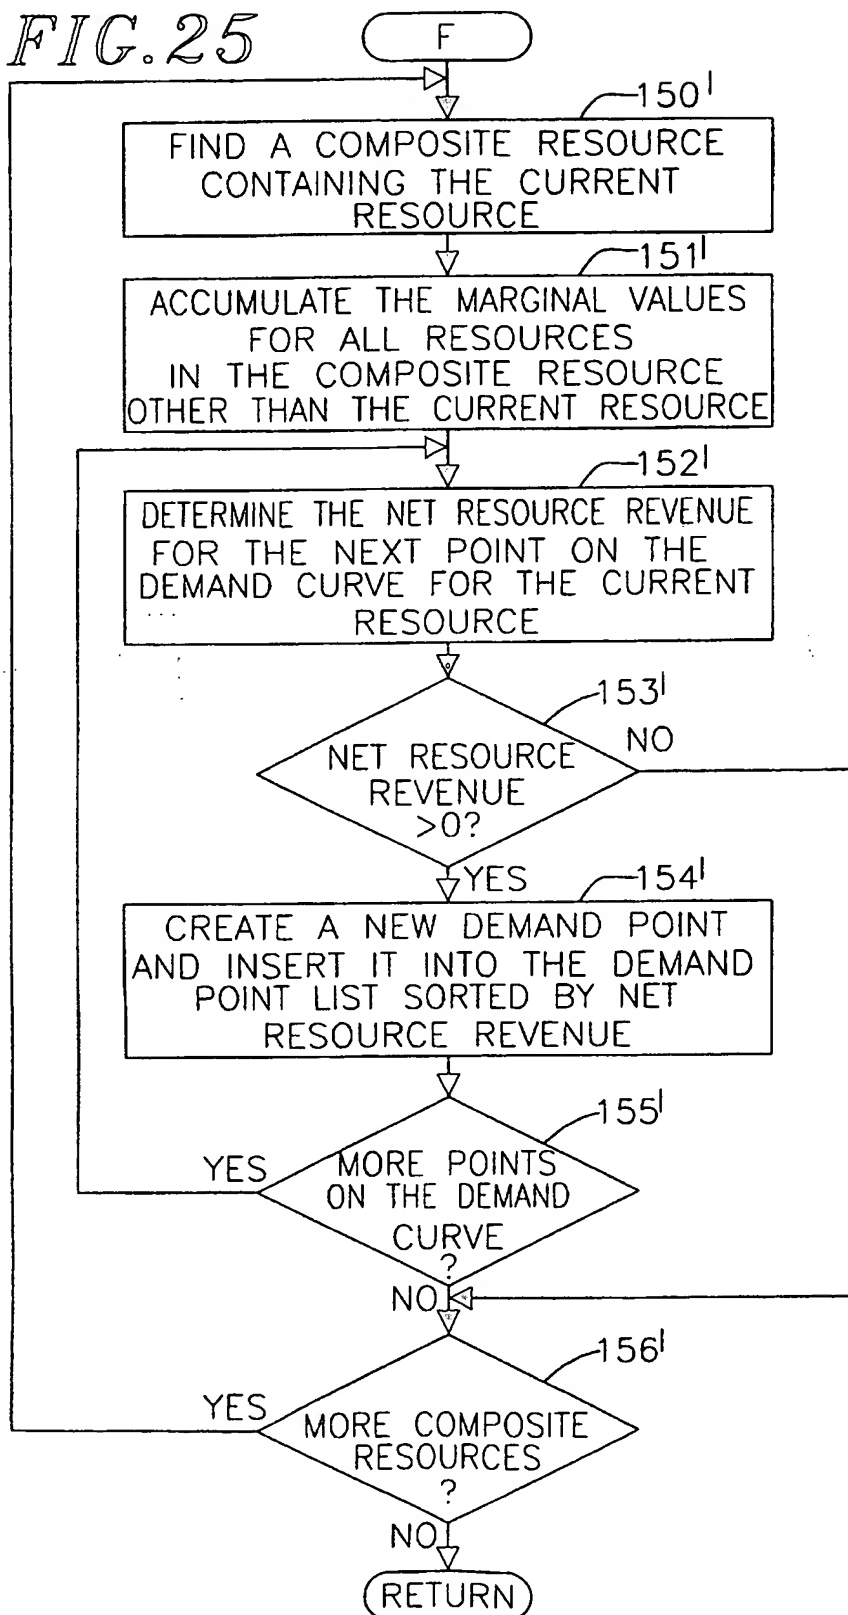 FIG.25
F
150'
FIND A COMPOSITE RESOURCE
CONTAINING THE CURRENT
RESOURCE
151'
ACCUMULATE THE MARGINAL VALUES
FOR ALL RESOURCES
IN THE COMPOSITE RESOURCE
OTHER THAN THE CURRENT RESOURCE
152'
DETERMINE THE NET RESOURCE REVENUE
FOR THE NEXT POINT ON THE
DEMAND CURVE FOR THE CURRENT
RESOURCE
153'
NO
NET RESOURCE
REVENUE
>0?
YES
154'
CREATE A NEW DEMAND POINT
AND INSERT IT INTO THE DEMAND
POINT LIST SORTED BY NET
RESOURCE REVENUE
155'
YES
MORE POINTS
ON THE DEMAND
CURVE
?
NO
156'
YES
MORE COMPOSITE
RESOURCES
?
NO
RETURN